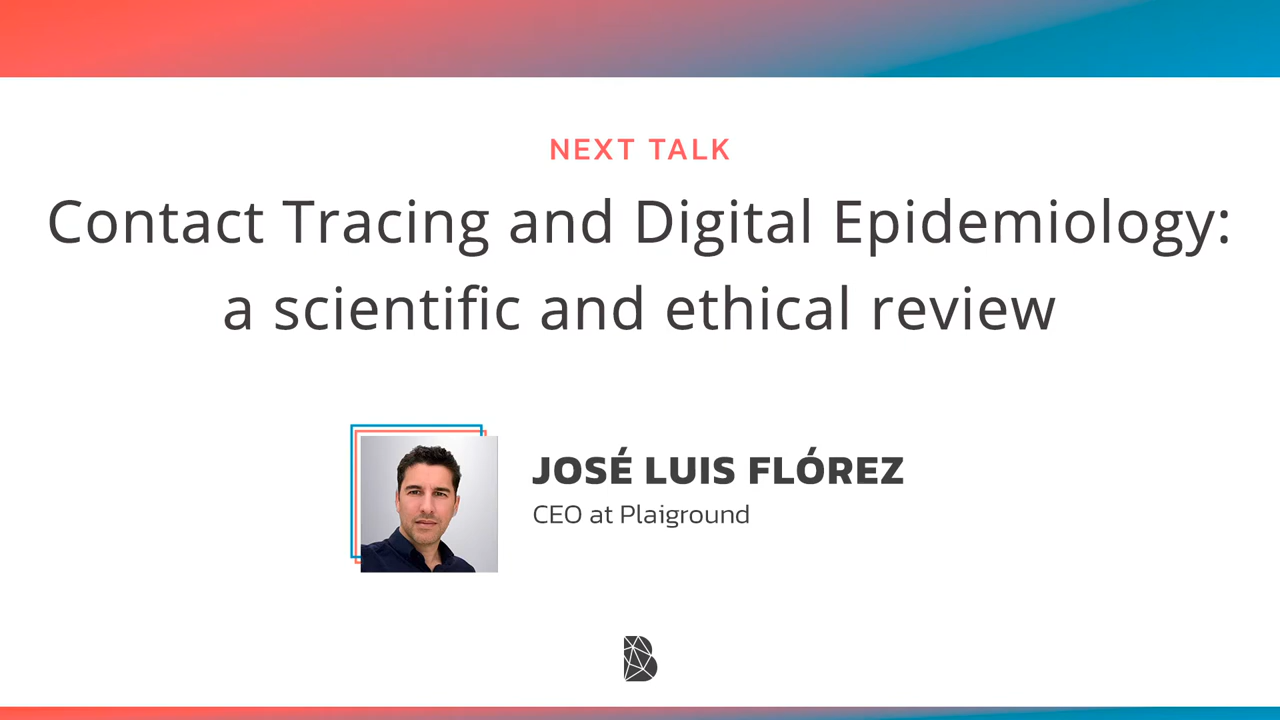 NEXT TALK
Contact Tracing and Digital Epidemiology:
a scientific and ethical review
JOSÉ LUIS FLÓREZ
CEO at Plaiground
B